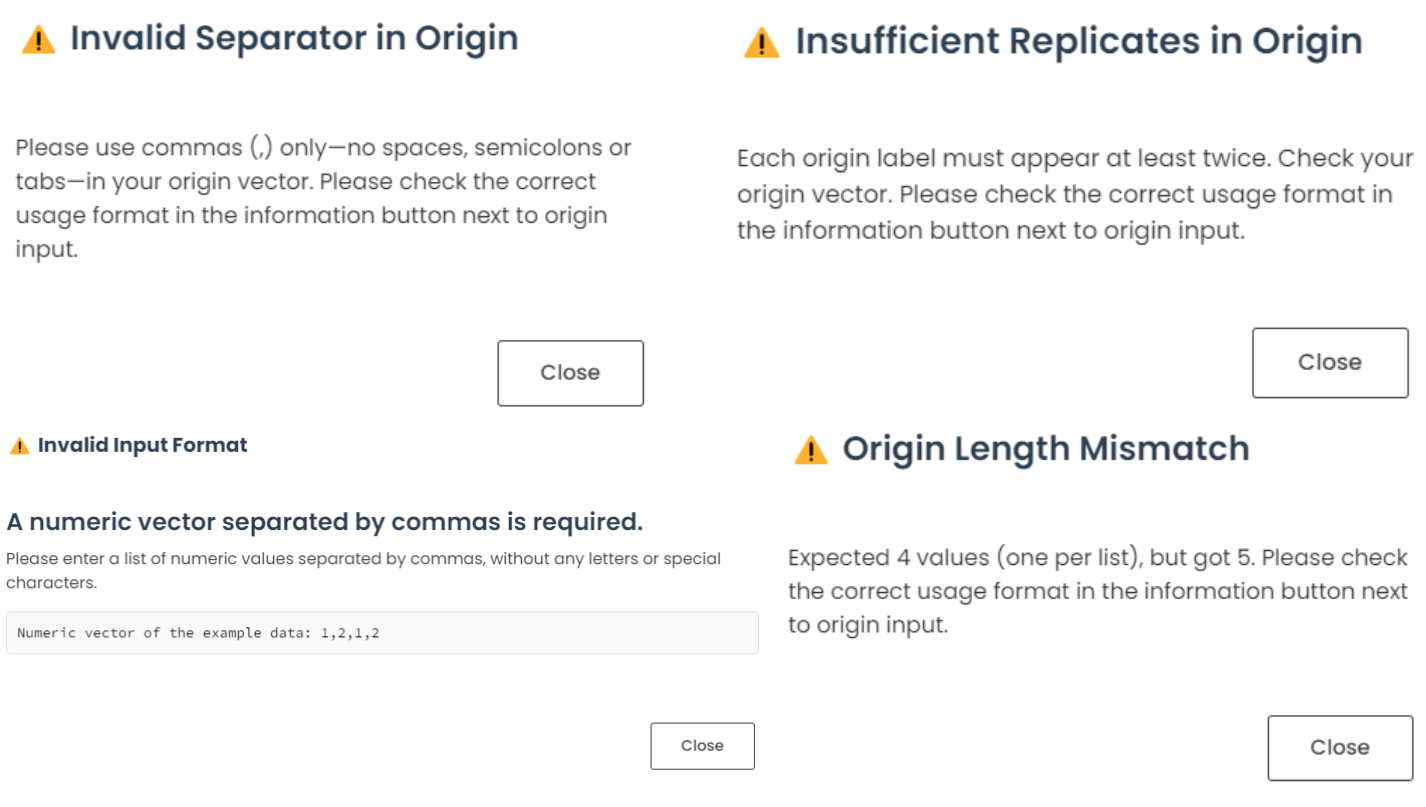 ⚠ Invalid Separator in Origin
Please use commas (,) only—no spaces, semicolons or
tabs—in your origin vector. Please check the correct
usage format in the information button next to origin
input.
Close
⚠ Insufficient Replicates in Origin
Each origin label must appear at least twice. Check your
origin vector. Please check the correct usage format in
the information button next to origin input.
Close
⚠ Invalid Input Format
A numeric vector separated by commas is required.
Please enter a list of numeric values separated by commas, without any letters or special
characters.
Numeric vector of the example data: 1,2,1,2
Close
⚠ Origin Length Mismatch
Expected 4 values (one per list), but got 5. Please check
the correct usage format in the information button next
to origin input.
Close